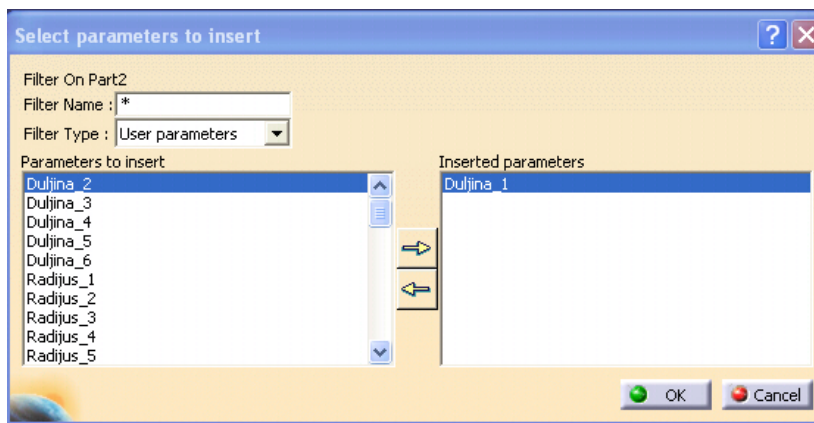 Select parameters to insert
?
Filter On Part2
Filter Name : *
Filter Type : User parameters
Parameters to insert
Duljina_2
Duljina_3
Duljina_4
Duljina_5
Duljina_6
Radijus_1
Radijus_2
Radijus_3
Radijus_4
Radijus_5
Inserted parameters
Duljina_1
OK
Cancel